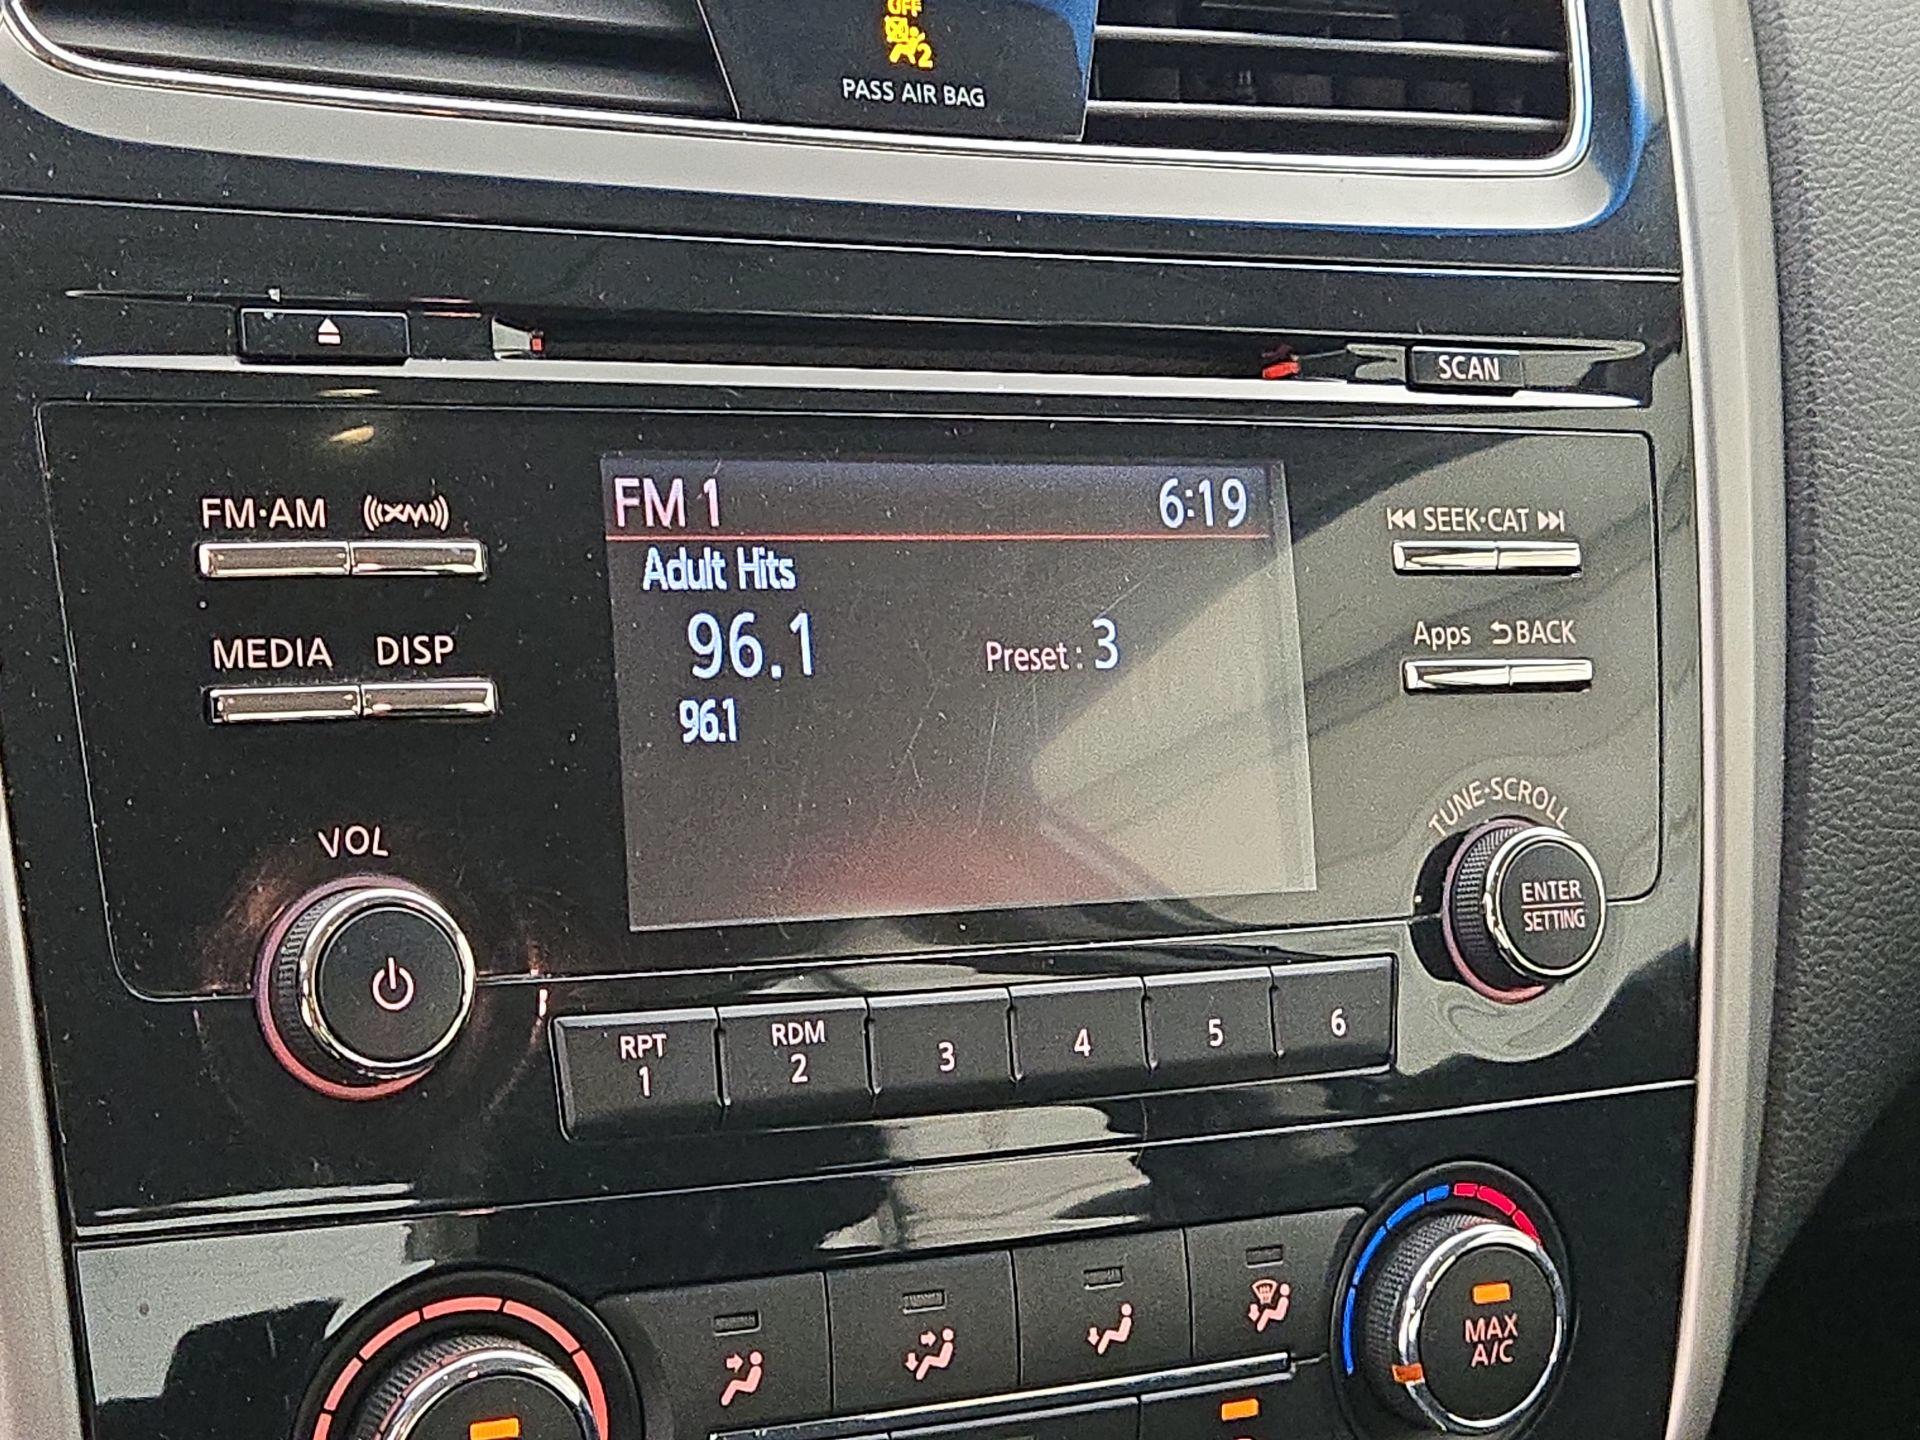 OFF
2
PASS AIR BAG
SCAN
FM·AM
XM
FM 1
6:19
SEEK·CAT
Adult Hits
96.1
Preset : 3
96.1
MEDIA
DISP
Apps
BACK
TUNE·SCROLL
VOL
ENTER
SETTING
RPT
1
RDM
2
3
4
5
6
MAX
A/C